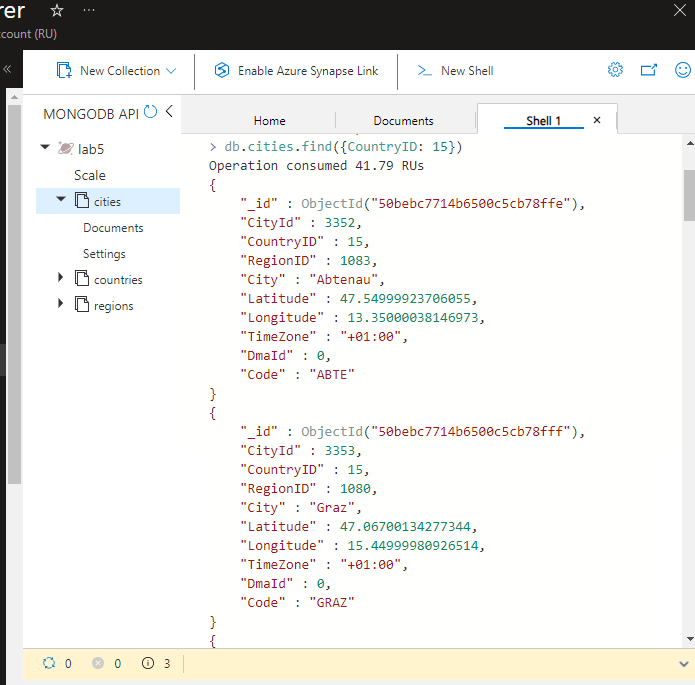 rer ☆ ...
count (RU)
New Collection
Enable Azure Synapse Link
New Shell
MONGODB API
Home
Documents
Shell 1
lab5
Scale
cities
Documents
Settings
countries
regions
> db.cities.find({CountryID: 15})
Operation consumed 41.79 RUs
{
"_id" : ObjectId("50bebc7714b6500c5cb78ffe"),
"CityId" : 3352,
"CountryID" : 15,
"RegionID" : 1083,
"City" : "Abtenau",
"Latitude" : 47.54999923706055,
"Longitude" : 13.35000038146973,
"TimeZone" : "+01:00",
"DmaId" : 0,
"Code" : "ABTE"
}
{
"_id" : ObjectId("50bebc7714b6500c5cb78fff"),
"CityId" : 3353,
"CountryID" : 15,
"RegionID" : 1080,
"City" : "Graz",
"Latitude" : 47.06700134277344,
"Longitude" : 15.44999980926514,
"TimeZone" : "+01:00",
"DmaId" : 0,
"Code" : "GRAZ"
}
{
0 0 3